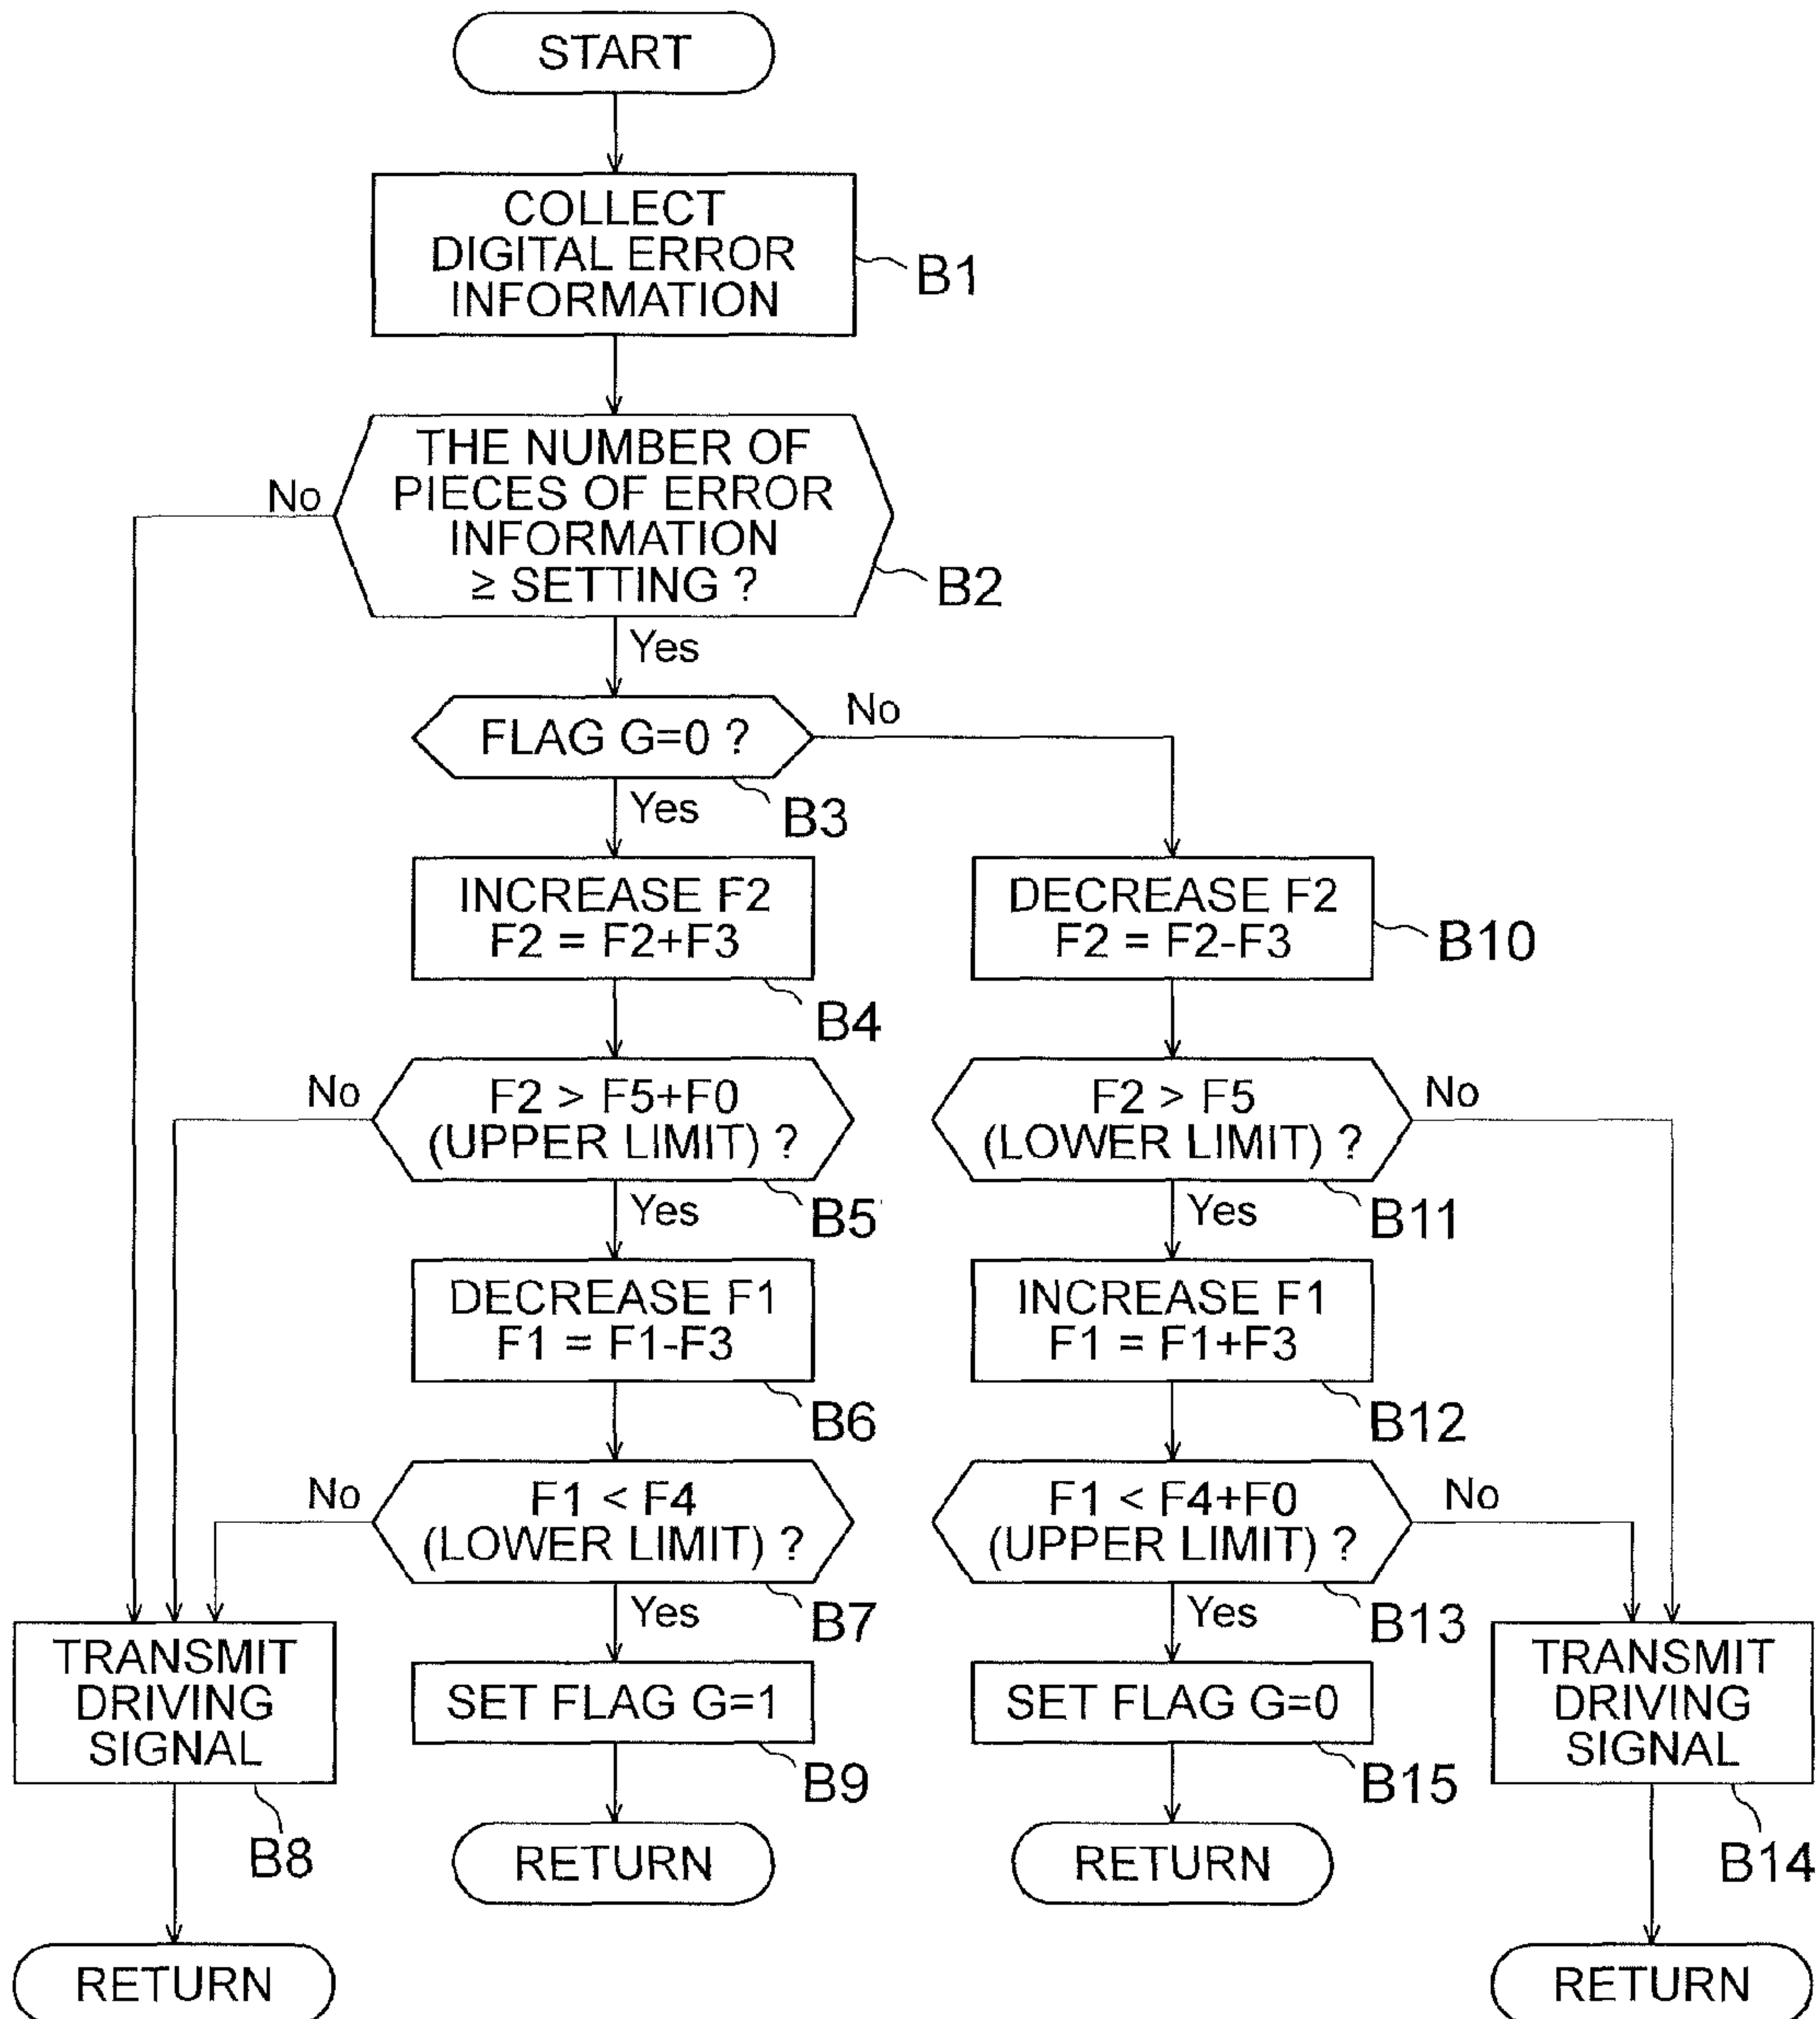 START
COLLECT
DIGITAL ERROR
INFORMATION
B1
THE NUMBER OF
PIECES OF ERROR
INFORMATION
≥ SETTING ?
No
B2
Yes
FLAG G=0 ?
No
B3
Yes
INCREASE F2
F2 = F2+F3
B4
DECREASE F2
F2 = F2-F3
B10
No
F2 > F5+F0
(UPPER LIMIT) ?
B5
Yes
F2 > F5
(LOWER LIMIT) ?
No
B11
Yes
DECREASE F1
F1 = F1-F3
B6
INCREASE F1
F1 = F1+F3
B12
No
F1 < F4
(LOWER LIMIT) ?
B7
Yes
F1 < F4+F0
(UPPER LIMIT) ?
No
B13
Yes
TRANSMIT
DRIVING
SIGNAL
B8
SET FLAG G=1
B9
SET FLAG G=0
B15
TRANSMIT
DRIVING
SIGNAL
B14
RETURN
RETURN
RETURN
RETURN